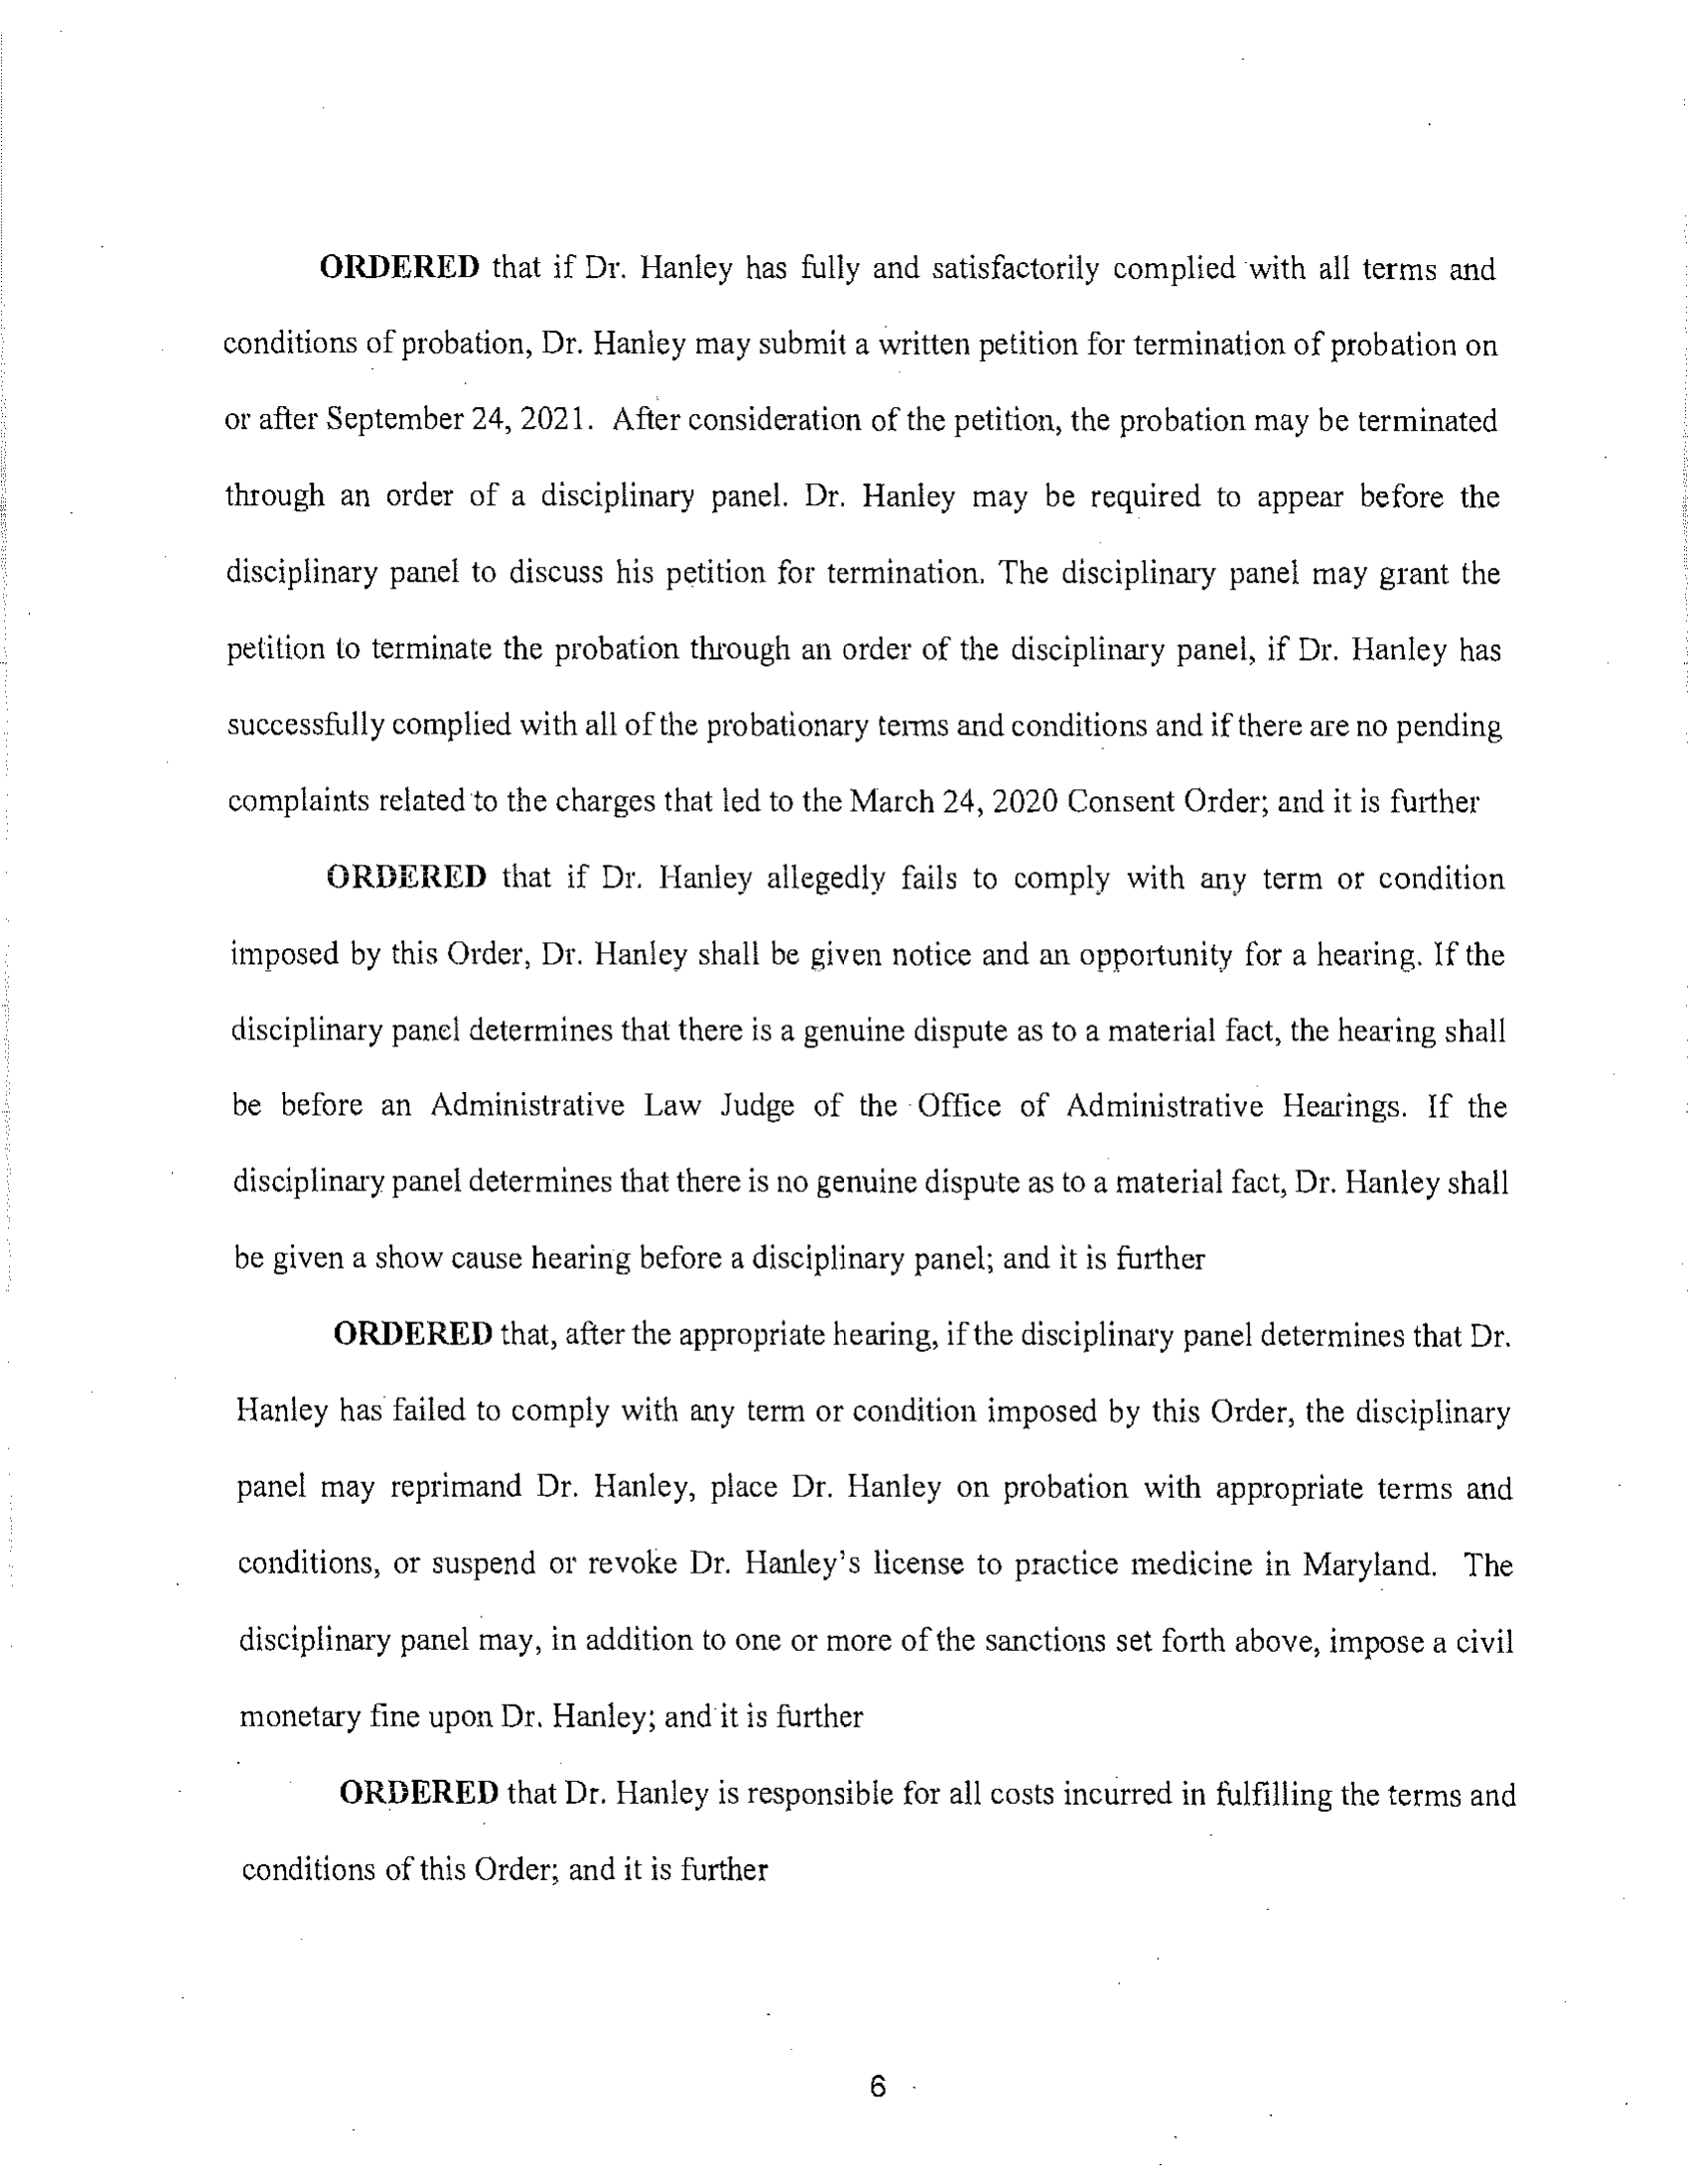 ORDERED that if Dr. Hanley has fully and satisfactorily complied with all terms and
conditions of probation, Dr. Hanley may submit a written petition for termination of probation on
or after September 24, 2021. After consideration of the petition, the probation may be terminated
through an order of a disciplinary panel. Dr. Hanley may be required to appear before the
disciplinary panel to discuss his petition for termination. The disciplinary panel may grant the
petition to terminate the probation through an order of the disciplinary panel, if Dr. Hanley has
successfully complied with all of the probationary terms and conditions and if there are no pending
complaints related to the charges that led to the March 24, 2020 Consent Order; and it is further
ORDERED that if Dr. Hanley allegedly fails to comply with any term or condition
imposed by this Order, Dr. Hanley shall be given notice and an opportunity for a hearing. If the
disciplinary panel determines that there is a genuine dispute as to a material fact, the hearing shall
be before an Administrative Law Judge of the Office of Administrative Hearings. If the
disciplinary panel determines that there is no genuine dispute as to a material fact, Dr. Hanley shall
be given a show cause hearing before a disciplinary panel; and it is further
ORDERED that, after the appropriate hearing, if the disciplinary panel determines that Dr.
Hanley has failed to comply with any term or condition imposed by this Order, the disciplinary
panel may reprimand Dr. Hanley, place Dr. Hanley on probation with appropriate terms and
conditions, or suspend or revoke Dr. Hanley's license to practice medicine in Maryland. The
disciplinary panel may, in addition to one or more of the sanctions set forth above, impose a civil
monetary fine upon Dr. Hanley; and it is further
ORDERED that Dr. Hanley is responsible for all costs incurred in fulfilling the terms and
conditions of this Order; and it is further
6